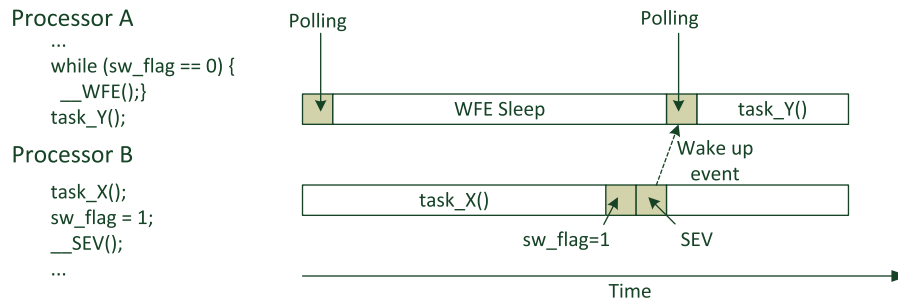 Processor A
...
while (sw_flag == 0) {
__WFE();}
task_Y();
Processor B
task_X();
sw_flag = 1;
__SEV();
...
Polling
Polling
WFE Sleep
task_Y()
Wake up
event
task_X()
sw_flag=1
SEV
Time